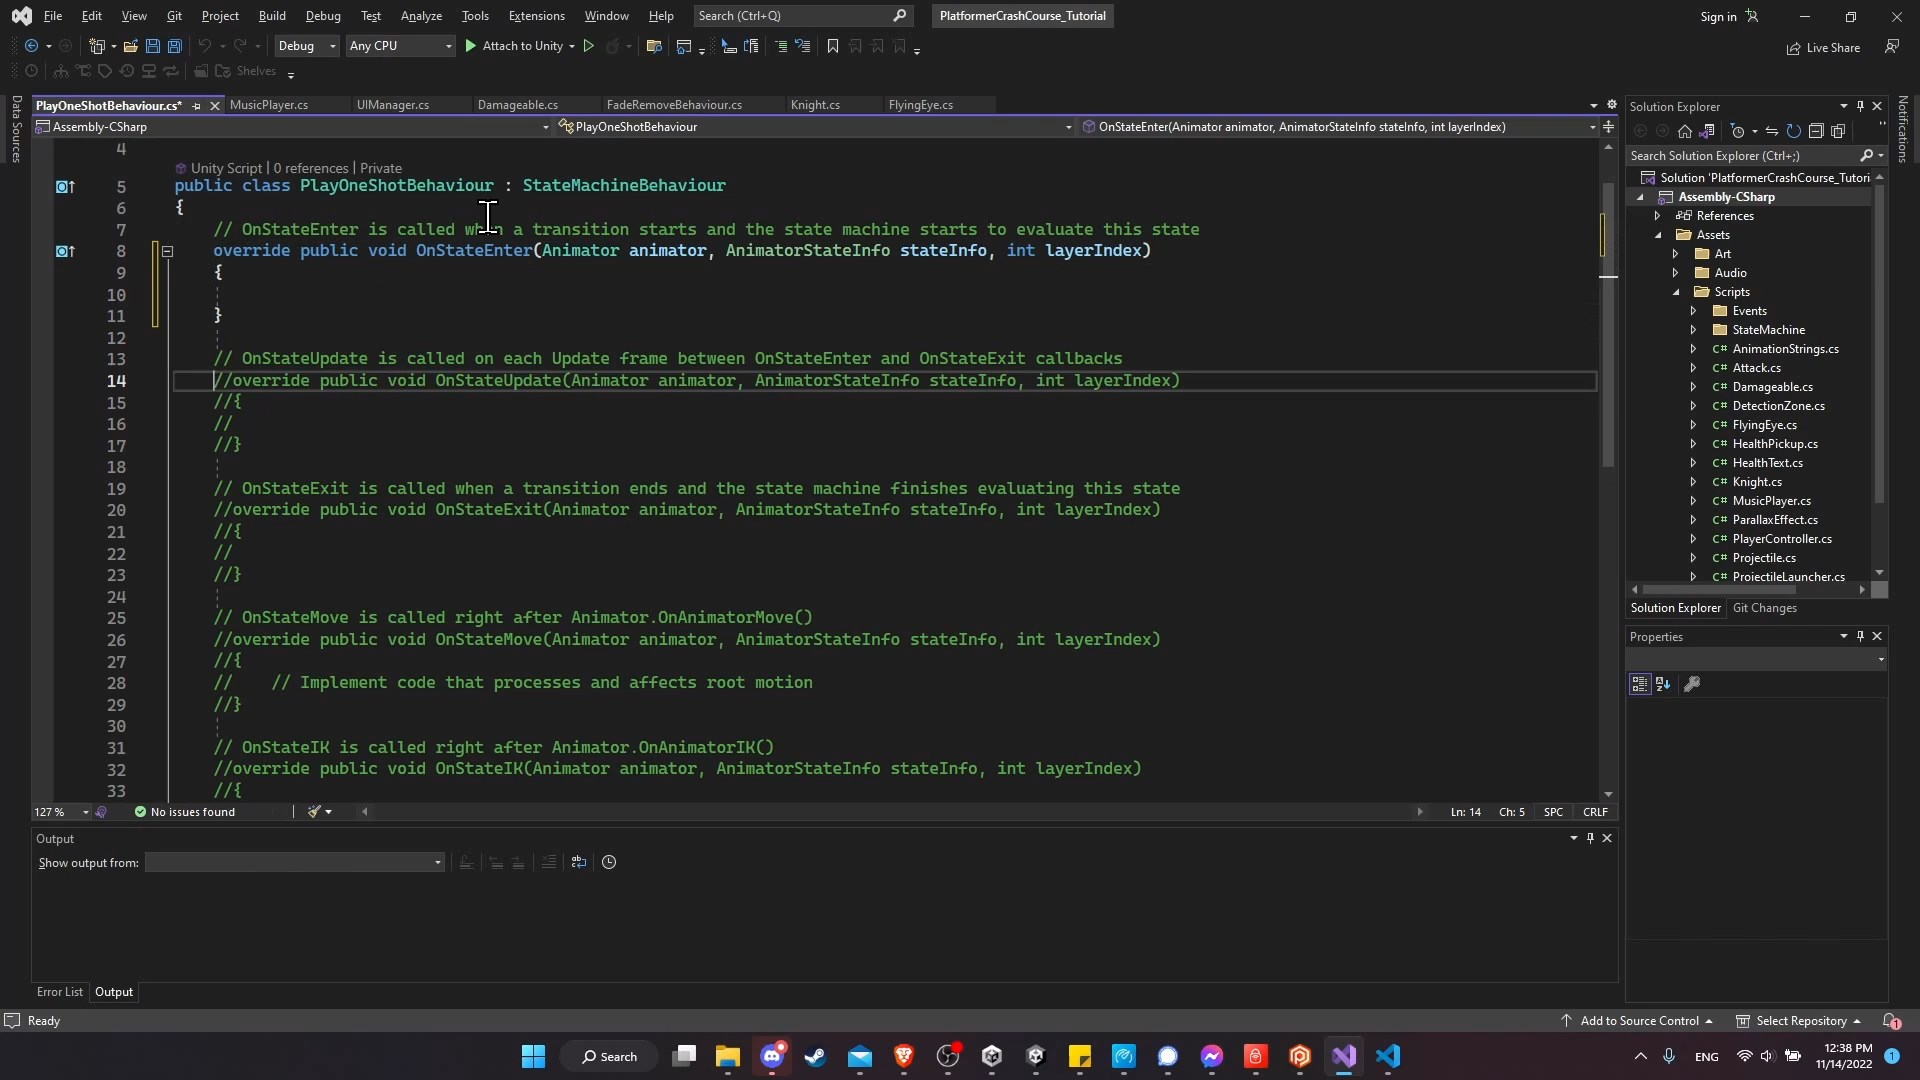 File Edit View Git Project Build Debug Test Analyze Tools Extensions Window Help Search (Ctrl+Q) PlatformerCrashCourse_Tutorial Sign in
Debug Any CPU Attach to Unity Live Share
Shelves
Data Sources
PlayOneShotBehaviour.cs* MusicPlayer.cs UIManager.cs Damageable.cs FadeRemoveBehaviour.cs Knight.cs FlyingEye.cs
Assembly-CSharp PlayOneShotBehaviour OnStateEnter(Animator animator, AnimatorStateInfo stateInfo, int layerIndex)
4
Unity Script | 0 references | Private
5 public class PlayOneShotBehaviour : StateMachineBehaviour
6 {
7 // OnStateEnter is called when a transition starts and the state machine starts to evaluate this state
8 override public void OnStateEnter(Animator animator, AnimatorStateInfo stateInfo, int layerIndex)
9 {
10
11 }
12
13 // OnStateUpdate is called on each Update frame between OnStateEnter and OnStateExit callbacks
14 //override public void OnStateUpdate(Animator animator, AnimatorStateInfo stateInfo, int layerIndex)
15 //{
16 //
17 //}
18
19 // OnStateExit is called when a transition ends and the state machine finishes evaluating this state
20 //override public void OnStateExit(Animator animator, AnimatorStateInfo stateInfo, int layerIndex)
21 //{
22 //
23 //}
24
25 // OnStateMove is called right after Animator.OnAnimatorMove()
26 //override public void OnStateMove(Animator animator, AnimatorStateInfo stateInfo, int layerIndex)
27 //{
28 // // Implement code that processes and affects root motion
29 //}
30
31 // OnStateIK is called right after Animator.OnAnimatorIK()
32 //override public void OnStateIK(Animator animator, AnimatorStateInfo stateInfo, int layerIndex)
33 //{
127 % No issues found Ln: 14 Ch: 5 SPC CRLF
Output
Show output from:
Error List Output
Solution Explorer
Search Solution Explorer (Ctrl+;)
Solution 'PlatformerCrashCourse_Tutori
Assembly-CSharp
References
Assets
Art
Audio
Scripts
Events
StateMachine
C# AnimationStrings.cs
C# Attack.cs
C# Damageable.cs
C# DetectionZone.cs
C# FlyingEye.cs
C# HealthPickup.cs
C# HealthText.cs
C# Knight.cs
C# MusicPlayer.cs
C# ParallaxEffect.cs
C# PlayerController.cs
C# Projectile.cs
C# ProjectileLauncher.cs
Solution Explorer Git Changes
Properties
Notifications
Ready Add to Source Control Select Repository 1
Search ENG 12:38 PM
11/14/2022 1